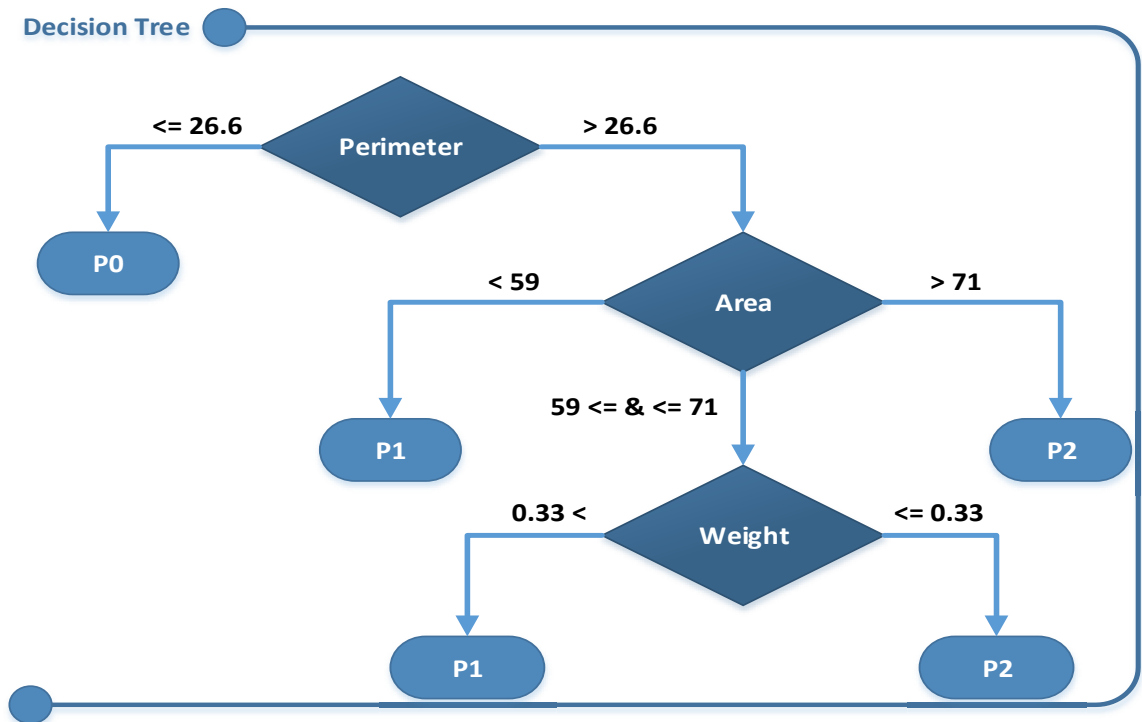 Decision Tree
<= 26.6
> 26.6
Perimeter
P0
< 59
> 71
Area
59 <= & <= 71
P1
P2
0.33 <
<= 0.33
Weight
P1
P2